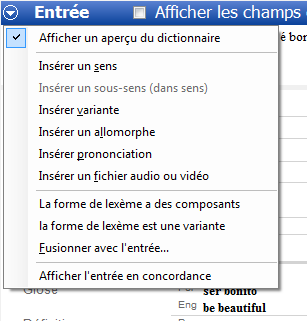 Entrée Afficher les champs
Afficher un aperçu du dictionnaire
Insérer un sens
Insérer un sous-sens (dans sens)
Insérer variante
Insérer un allomorphe
Insérer prononciation
Insérer un fichier audio ou vidéo
La forme de lexème a des composants
la forme de lexème est une variante
Fusionner avec l'entrée...
Afficher l'entrée en concordance
Glose
ser bonito
Eng be beautiful